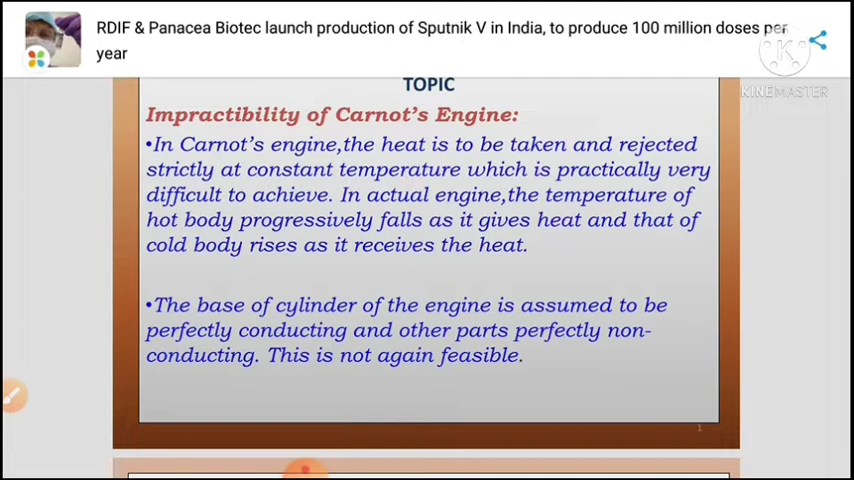 RDIF & Panacea Biotec launch production of Sputnik V in India, to produce 100 million doses per
year
K
KINEMASTER
TOPIC
Impractibility of Carnot's Engine:
•In Carnot's engine,the heat is to be taken and rejected
strictly at constant temperature which is practically very
difficult to achieve. In actual engine,the temperature of
hot body progressively falls as it gives heat and that of
cold body rises as it receives the heat.
•The base of cylinder of the engine is assumed to be
perfectly conducting and other parts perfectly non-
conducting. This is not again feasible.
1